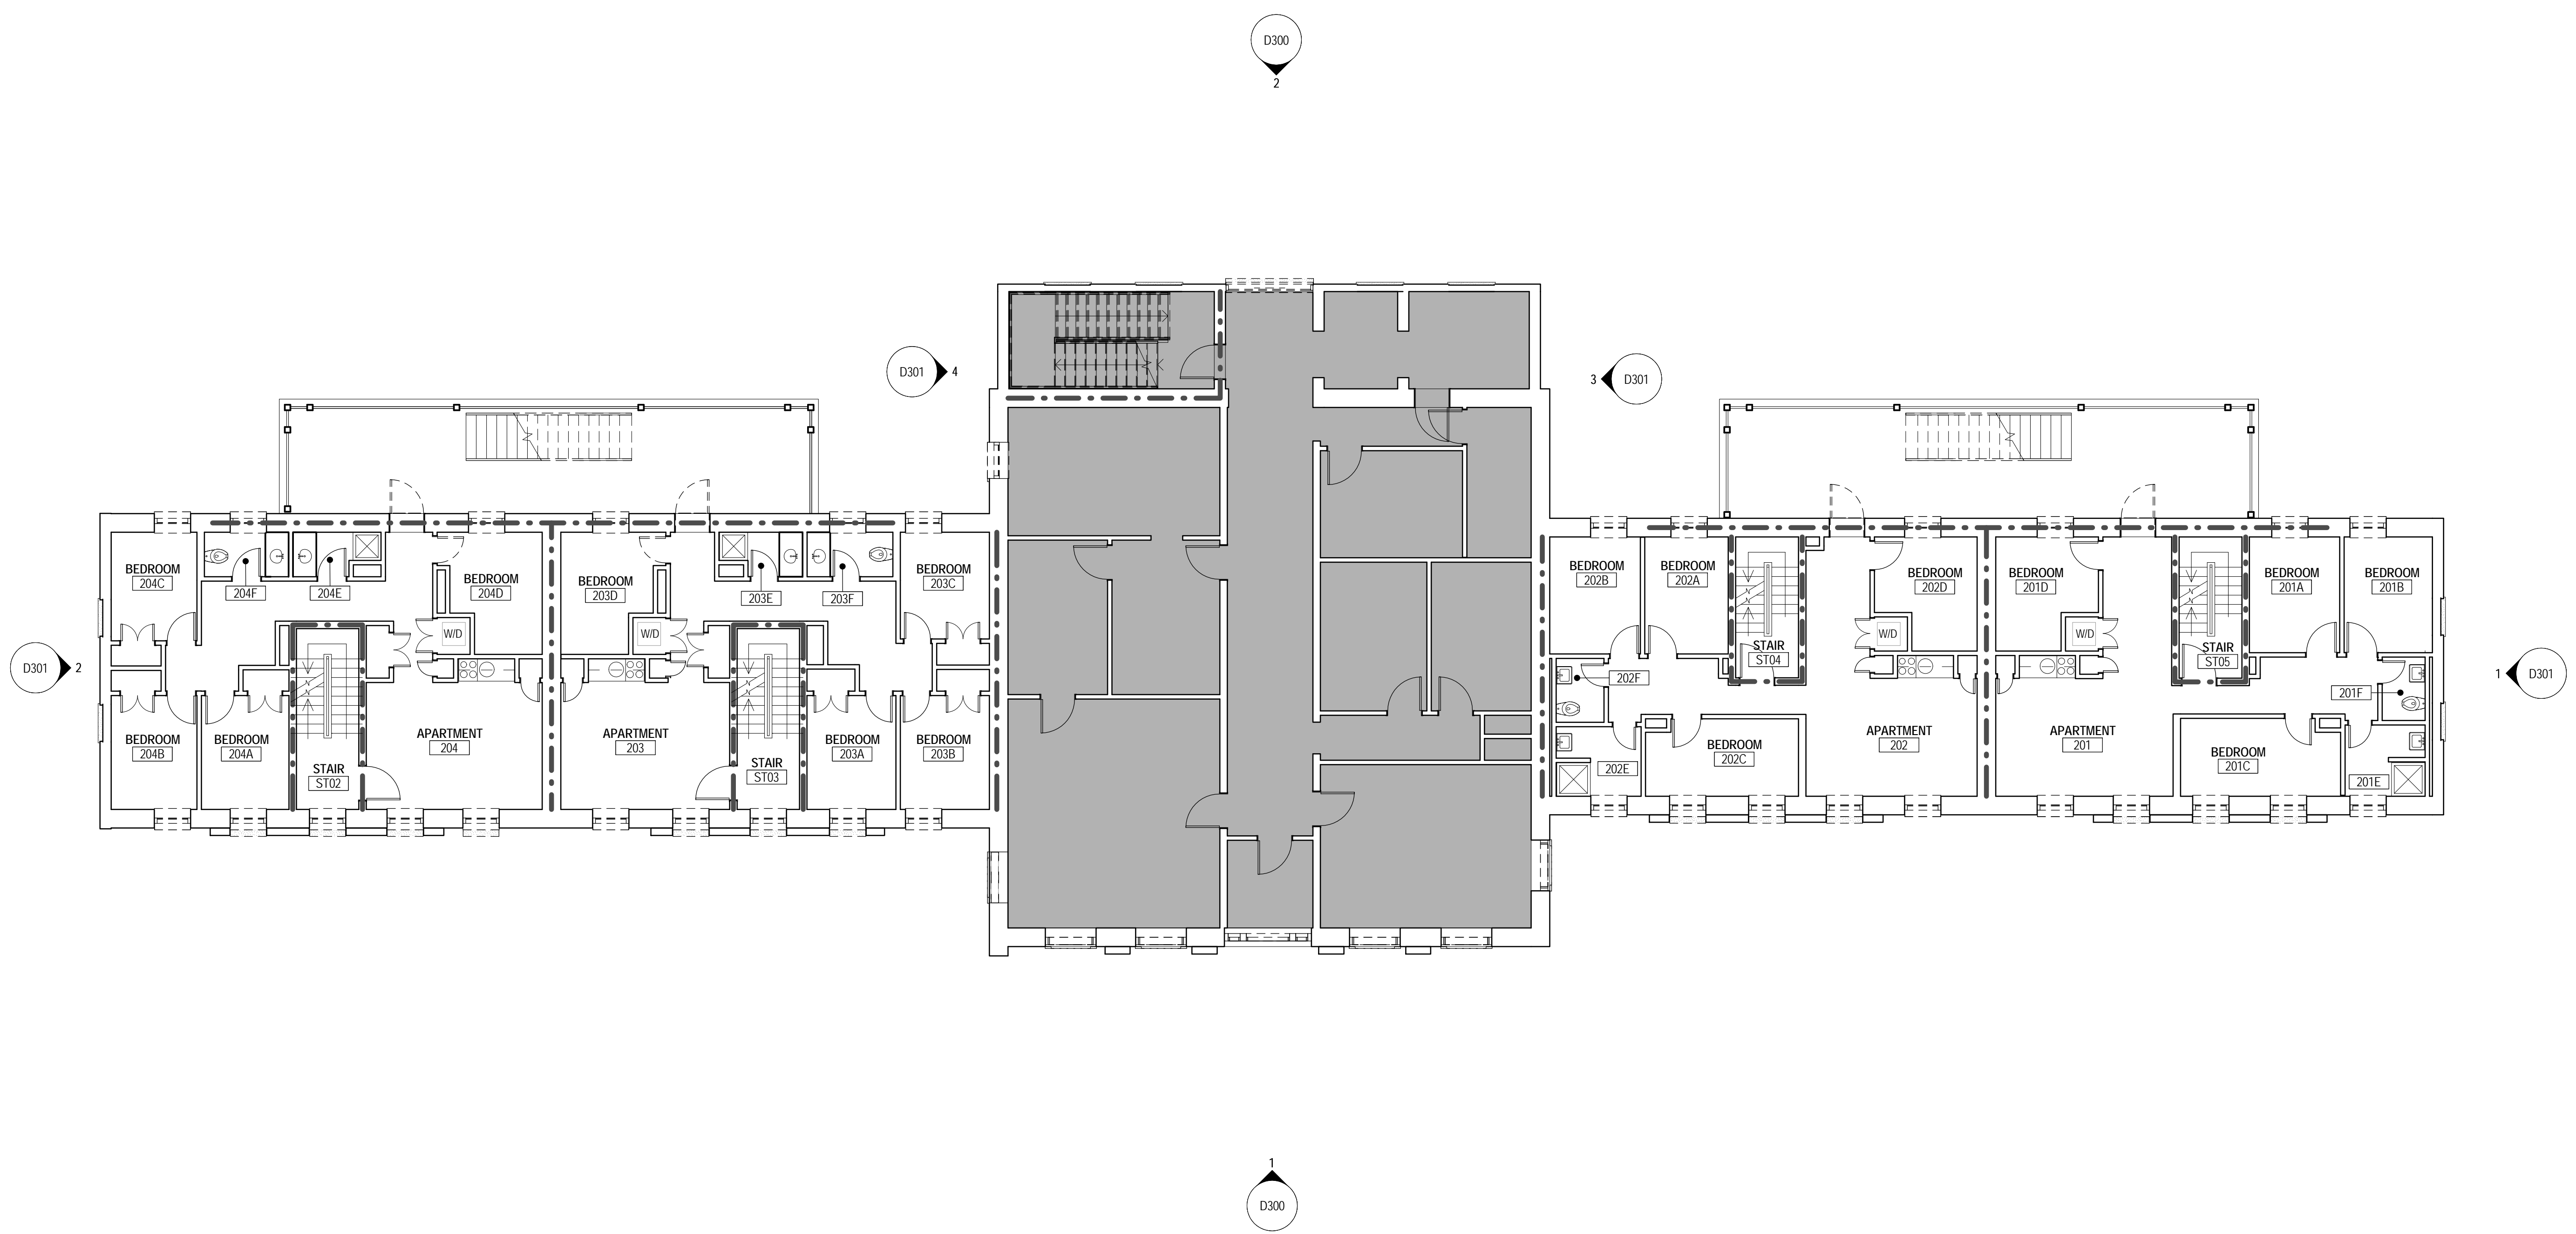 D300
2
D301
4
3
D301
BEDROOM
204C
204F
204E
BEDROOM
204D
BEDROOM
203D
203E
203F
BEDROOM
203C
BEDROOM
202B
BEDROOM
202A
BEDROOM
202D
BEDROOM
201D
BEDROOM
201A
BEDROOM
201B
W/D
W/D
W/D
W/D
STAIR
ST04
STAIR
ST05
D301
2
202F
201F
1
D301
BEDROOM
204B
BEDROOM
204A
APARTMENT
204
APARTMENT
203
BEDROOM
203A
BEDROOM
203B
STAIR
ST02
STAIR
ST03
202E
BEDROOM
202C
APARTMENT
202
APARTMENT
201
BEDROOM
201C
201E
1
D300